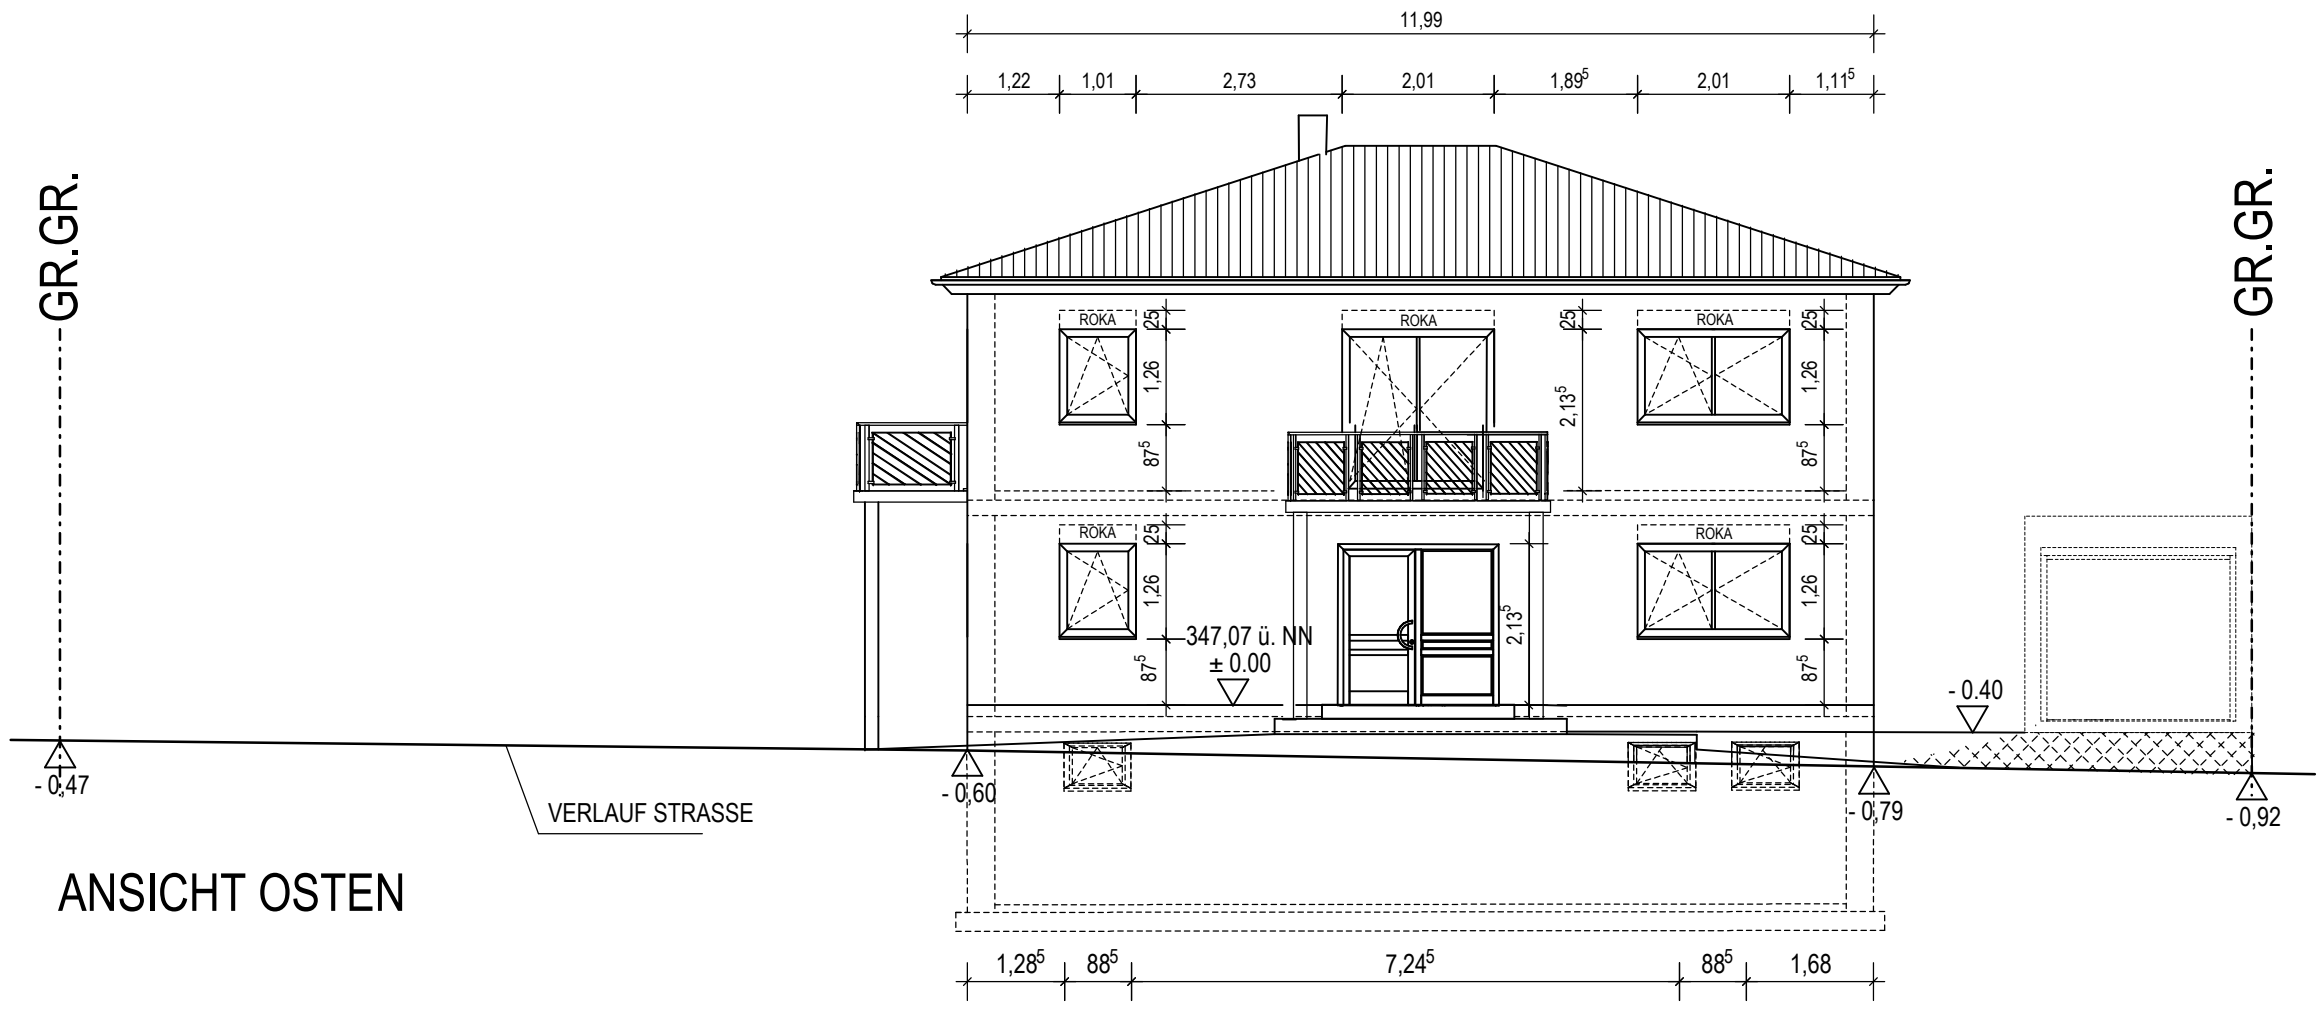 11,99
1,22 1,01 2,73 2,01 1,89⁵ 2,01 1,11⁵
GR.GR.
GR.GR.
ROKA 25 ROKA 25 ROKA 25
1,26 2,13⁵ 1,26
87⁵ 87⁵
ROKA 25 ROKA 25
1,26 2,13⁵ 1,26
347,07 ü. NN
± 0.00
87⁵ 87⁵
- 0.40
- 0,47
- 0,60
- 0,79
- 0,92
VERLAUF STRASSE
ANSICHT OSTEN
1,28⁵ 88⁵ 7,24⁵ 88⁵ 1,68